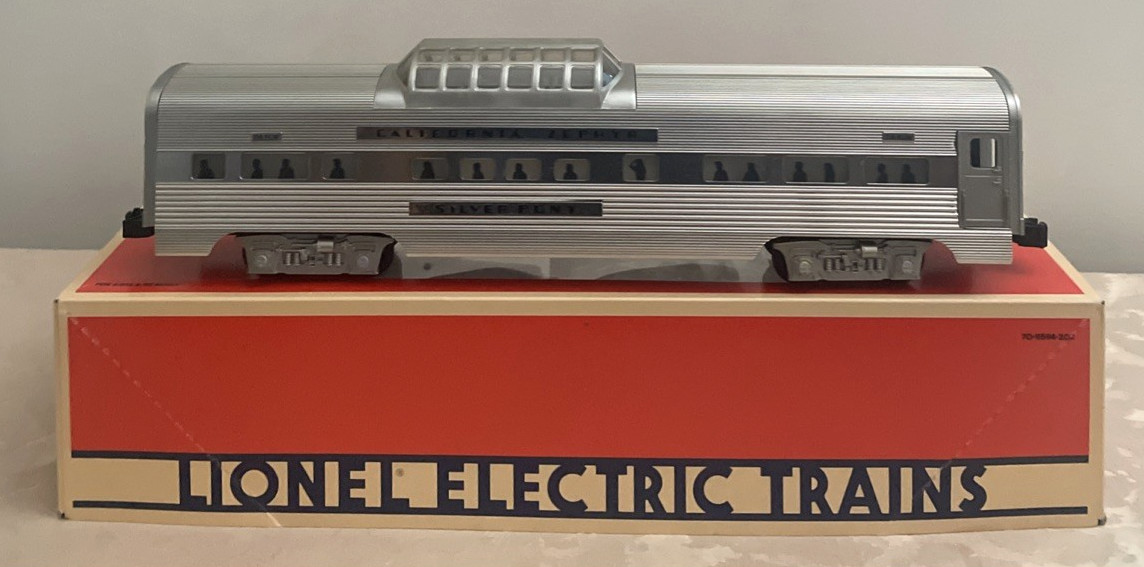 CALIFORNIA ZEPHYR
SILVER PONY
LIONEL ELECTRIC TRAINS